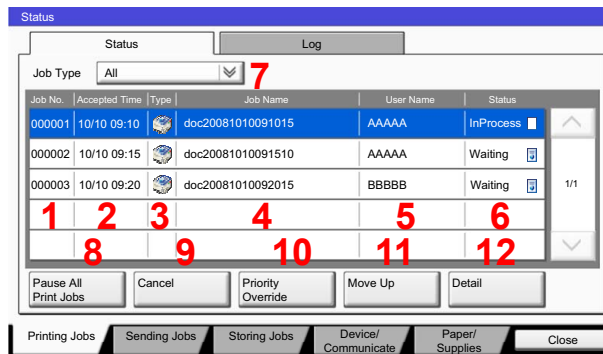 Status
Status Log
Job Type All 7
Job No. Accepted Time Type Job Name User Name Status
000001 10/10 09:10 doc20081010091015 AAAAA InProcess
000002 10/10 09:15 doc20081010091510 AAAAA Waiting
000003 10/10 09:20 doc20081010092015 BBBBB Waiting 1/1
1 2 3 4 5 6
8 9 10 11 12
Pause All
Print Jobs
Cancel
Priority
Override
Move Up
Detail
Printing Jobs
Sending Jobs
Storing Jobs
Device/
Communicate
Paper/
Supplies
Close